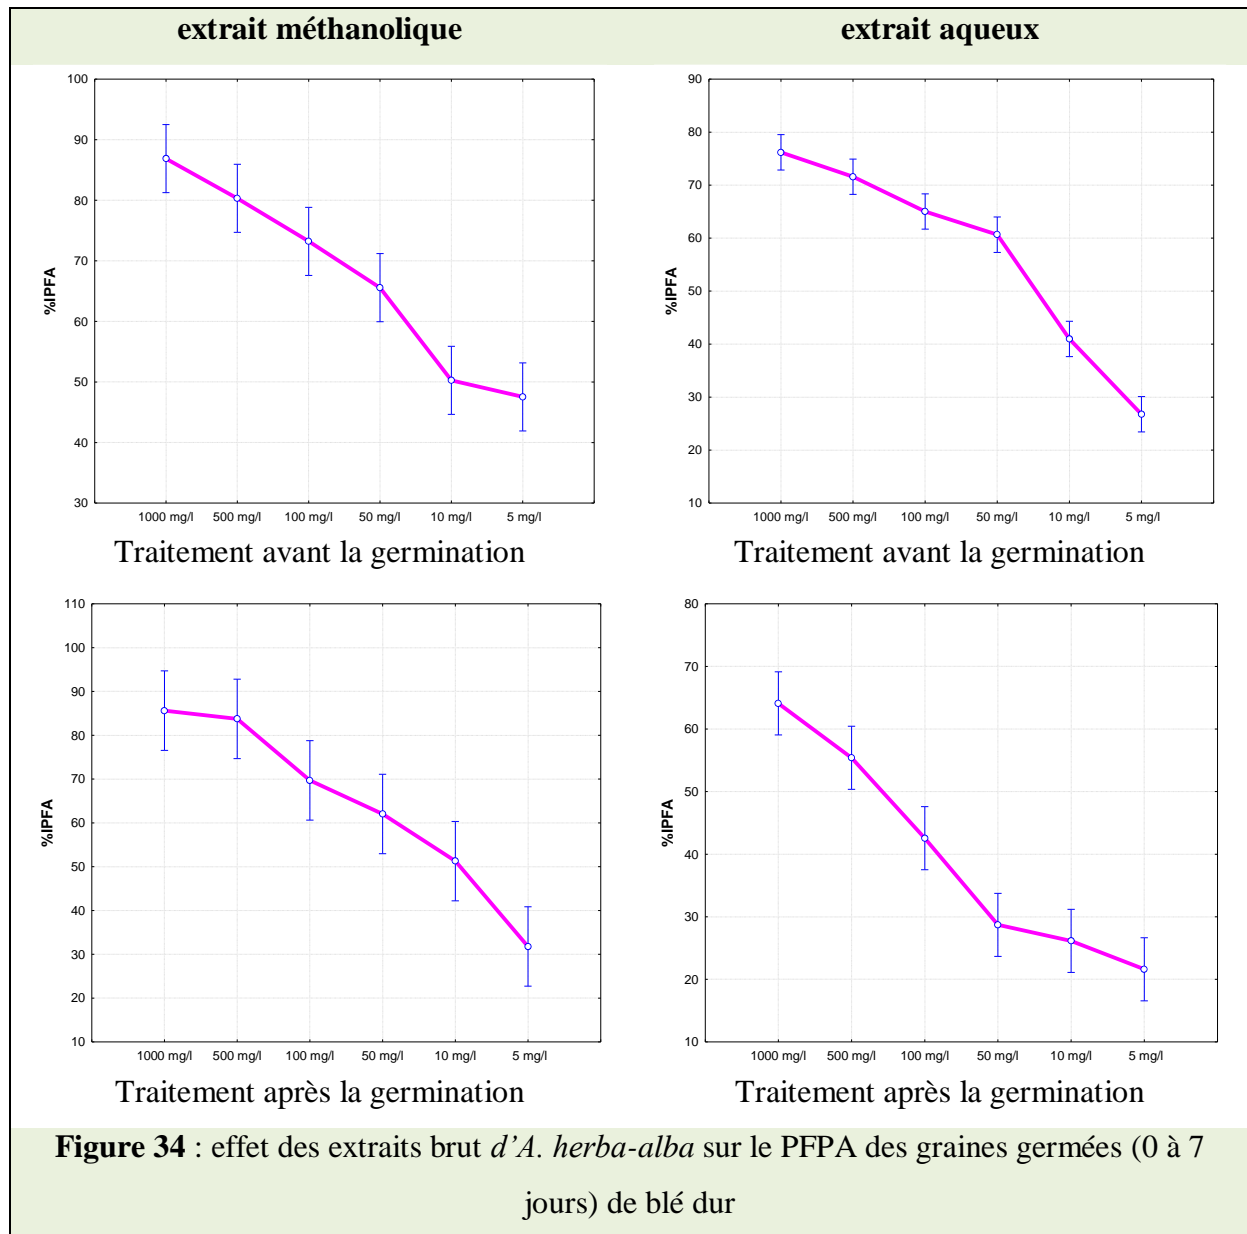 extrait méthanolique
extrait aqueux
100
90
80
70
60
50
40
30
%IPFA
1000 mg/l 500 mg/l 100 mg/l 50 mg/l 10 mg/l 5 mg/l
Traitement avant la germination
90
80
70
60
50
40
30
20
10
%IPFA
1000 mg/l 500 mg/l 100 mg/l 50 mg/l 10 mg/l 5 mg/l
Traitement avant la germination
110
100
90
80
70
60
50
40
30
20
10
%IPFA
1000 mg/l 500 mg/l 100 mg/l 50 mg/l 10 mg/l 5 mg/l
Traitement après la germination
80
70
60
50
40
30
20
10
%IPFA
1000 mg/l 500 mg/l 100 mg/l 50 mg/l 10 mg/l 5 mg/l
Traitement après la germination
Figure 34 : effet des extraits brut d’A. herba-alba sur le PFPA des graines germées (0 à 7
jours) de blé dur